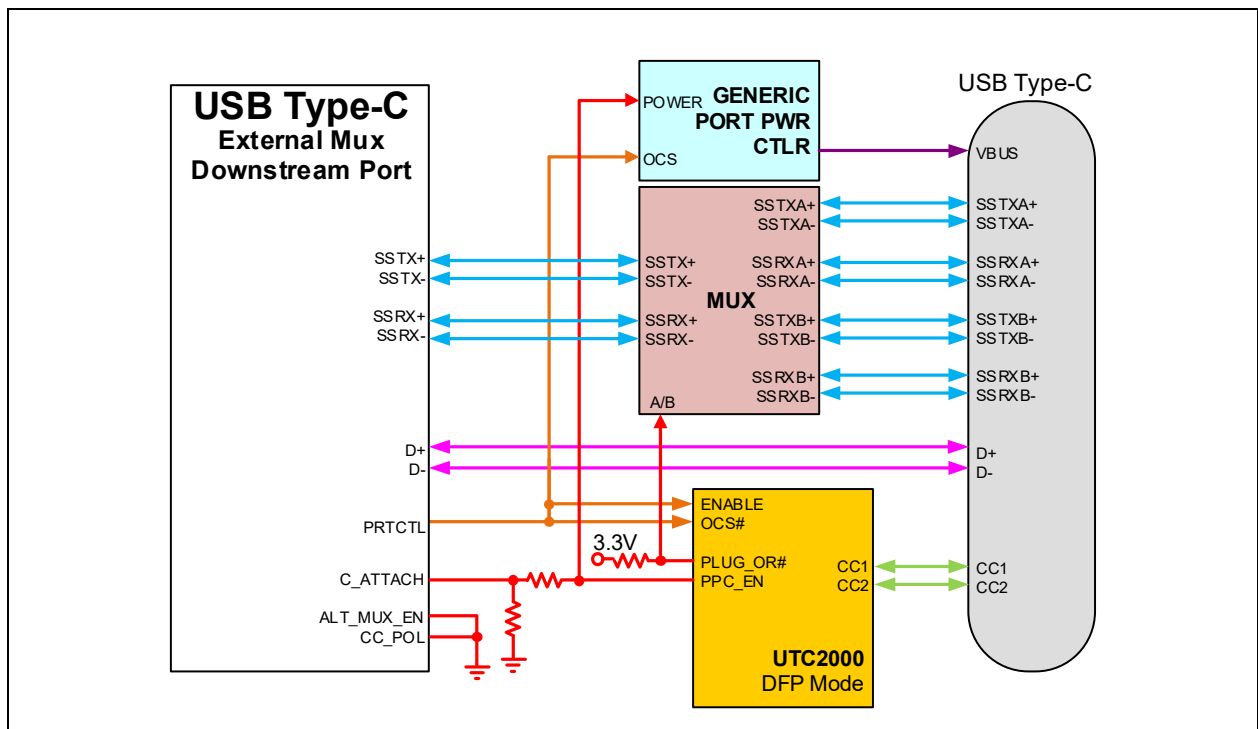 USB Type-C
External Mux
Downstream Port
SSTX+
SSTX-
SSRX+
SSRX-
D+
D-
PRTCTL
C_ATTACH
ALT_MUX_EN
CC_POL
POWER
GENERIC
PORT PWR
CTLR
OCS
SSTXA+
SSTXA-
SSTX+
SSTX-
SSRXA+
SSRXA-
MUX
SSRX+
SSRX-
SSTXB+
SSTXB-
SSRXB+
SSRXB-
A/B
3.3V
ENABLE
OCS#
PLUG_OR#
PPC_EN
CC1
CC2
UTC2000
DFP Mode
USB Type-C
VBUS
SSTXA+
SSTXA-
SSRXA+
SSRXA-
SSTXB+
SSTXB-
SSRXB+
SSRXB-
D+
D-
CC1
CC2